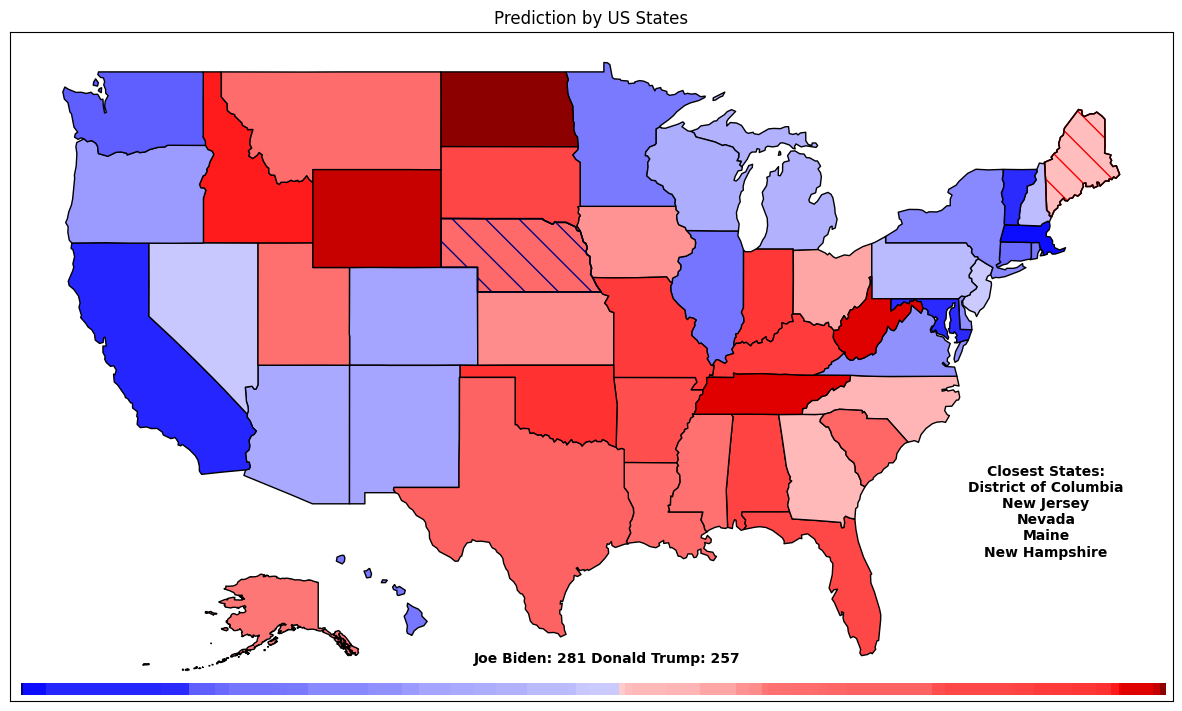 Prediction by US States
Closest States:
District of Columbia
New Jersey
Nevada
Maine
New Hampshire
Joe Biden: 281 Donald Trump: 257